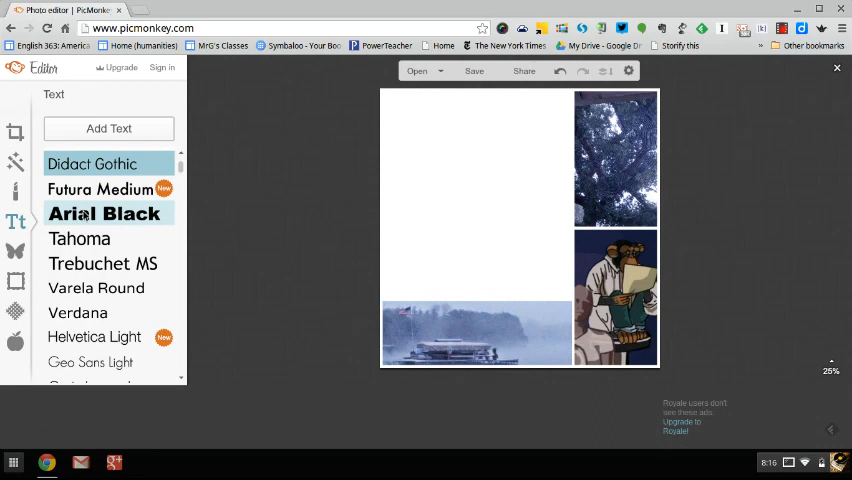 Photo editor | PicMonkey
www.picmonkey.com
English 363: America
Home (humanities)
MrG's Classes
Symbaloo - Your Boo
PowerTeacher
Home
The New York Times
My Drive - Google Dr
Storify this
»
Other bookmarks
Editor
Upgrade
Sign in
Open
Save
Share
Text
Add Text
Didact Gothic
Futura Medium
New
Arial Black
Tahoma
Trebuchet MS
Varela Round
Verdana
Helvetica Light
New
Geo Sans Light
25%
Royale users don't
see these ads.
Upgrade to
Royale!
8:16